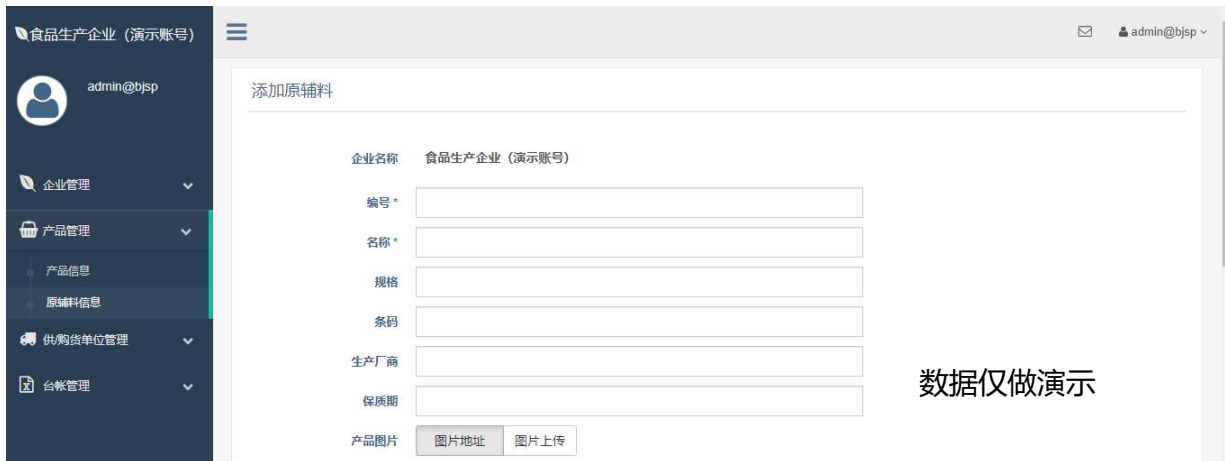 食品生产企业（演示账号）
admin@bjsp
admin@bjsp
企业管理
产品管理
产品信息
原辅料信息
供/购货单位管理
台帐管理
添加原辅料
企业名称 食品生产企业（演示账号）
编号 *
名称 *
规格
条码
生产厂商
保质期
产品图片 图片地址 图片上传
数据仅做演示